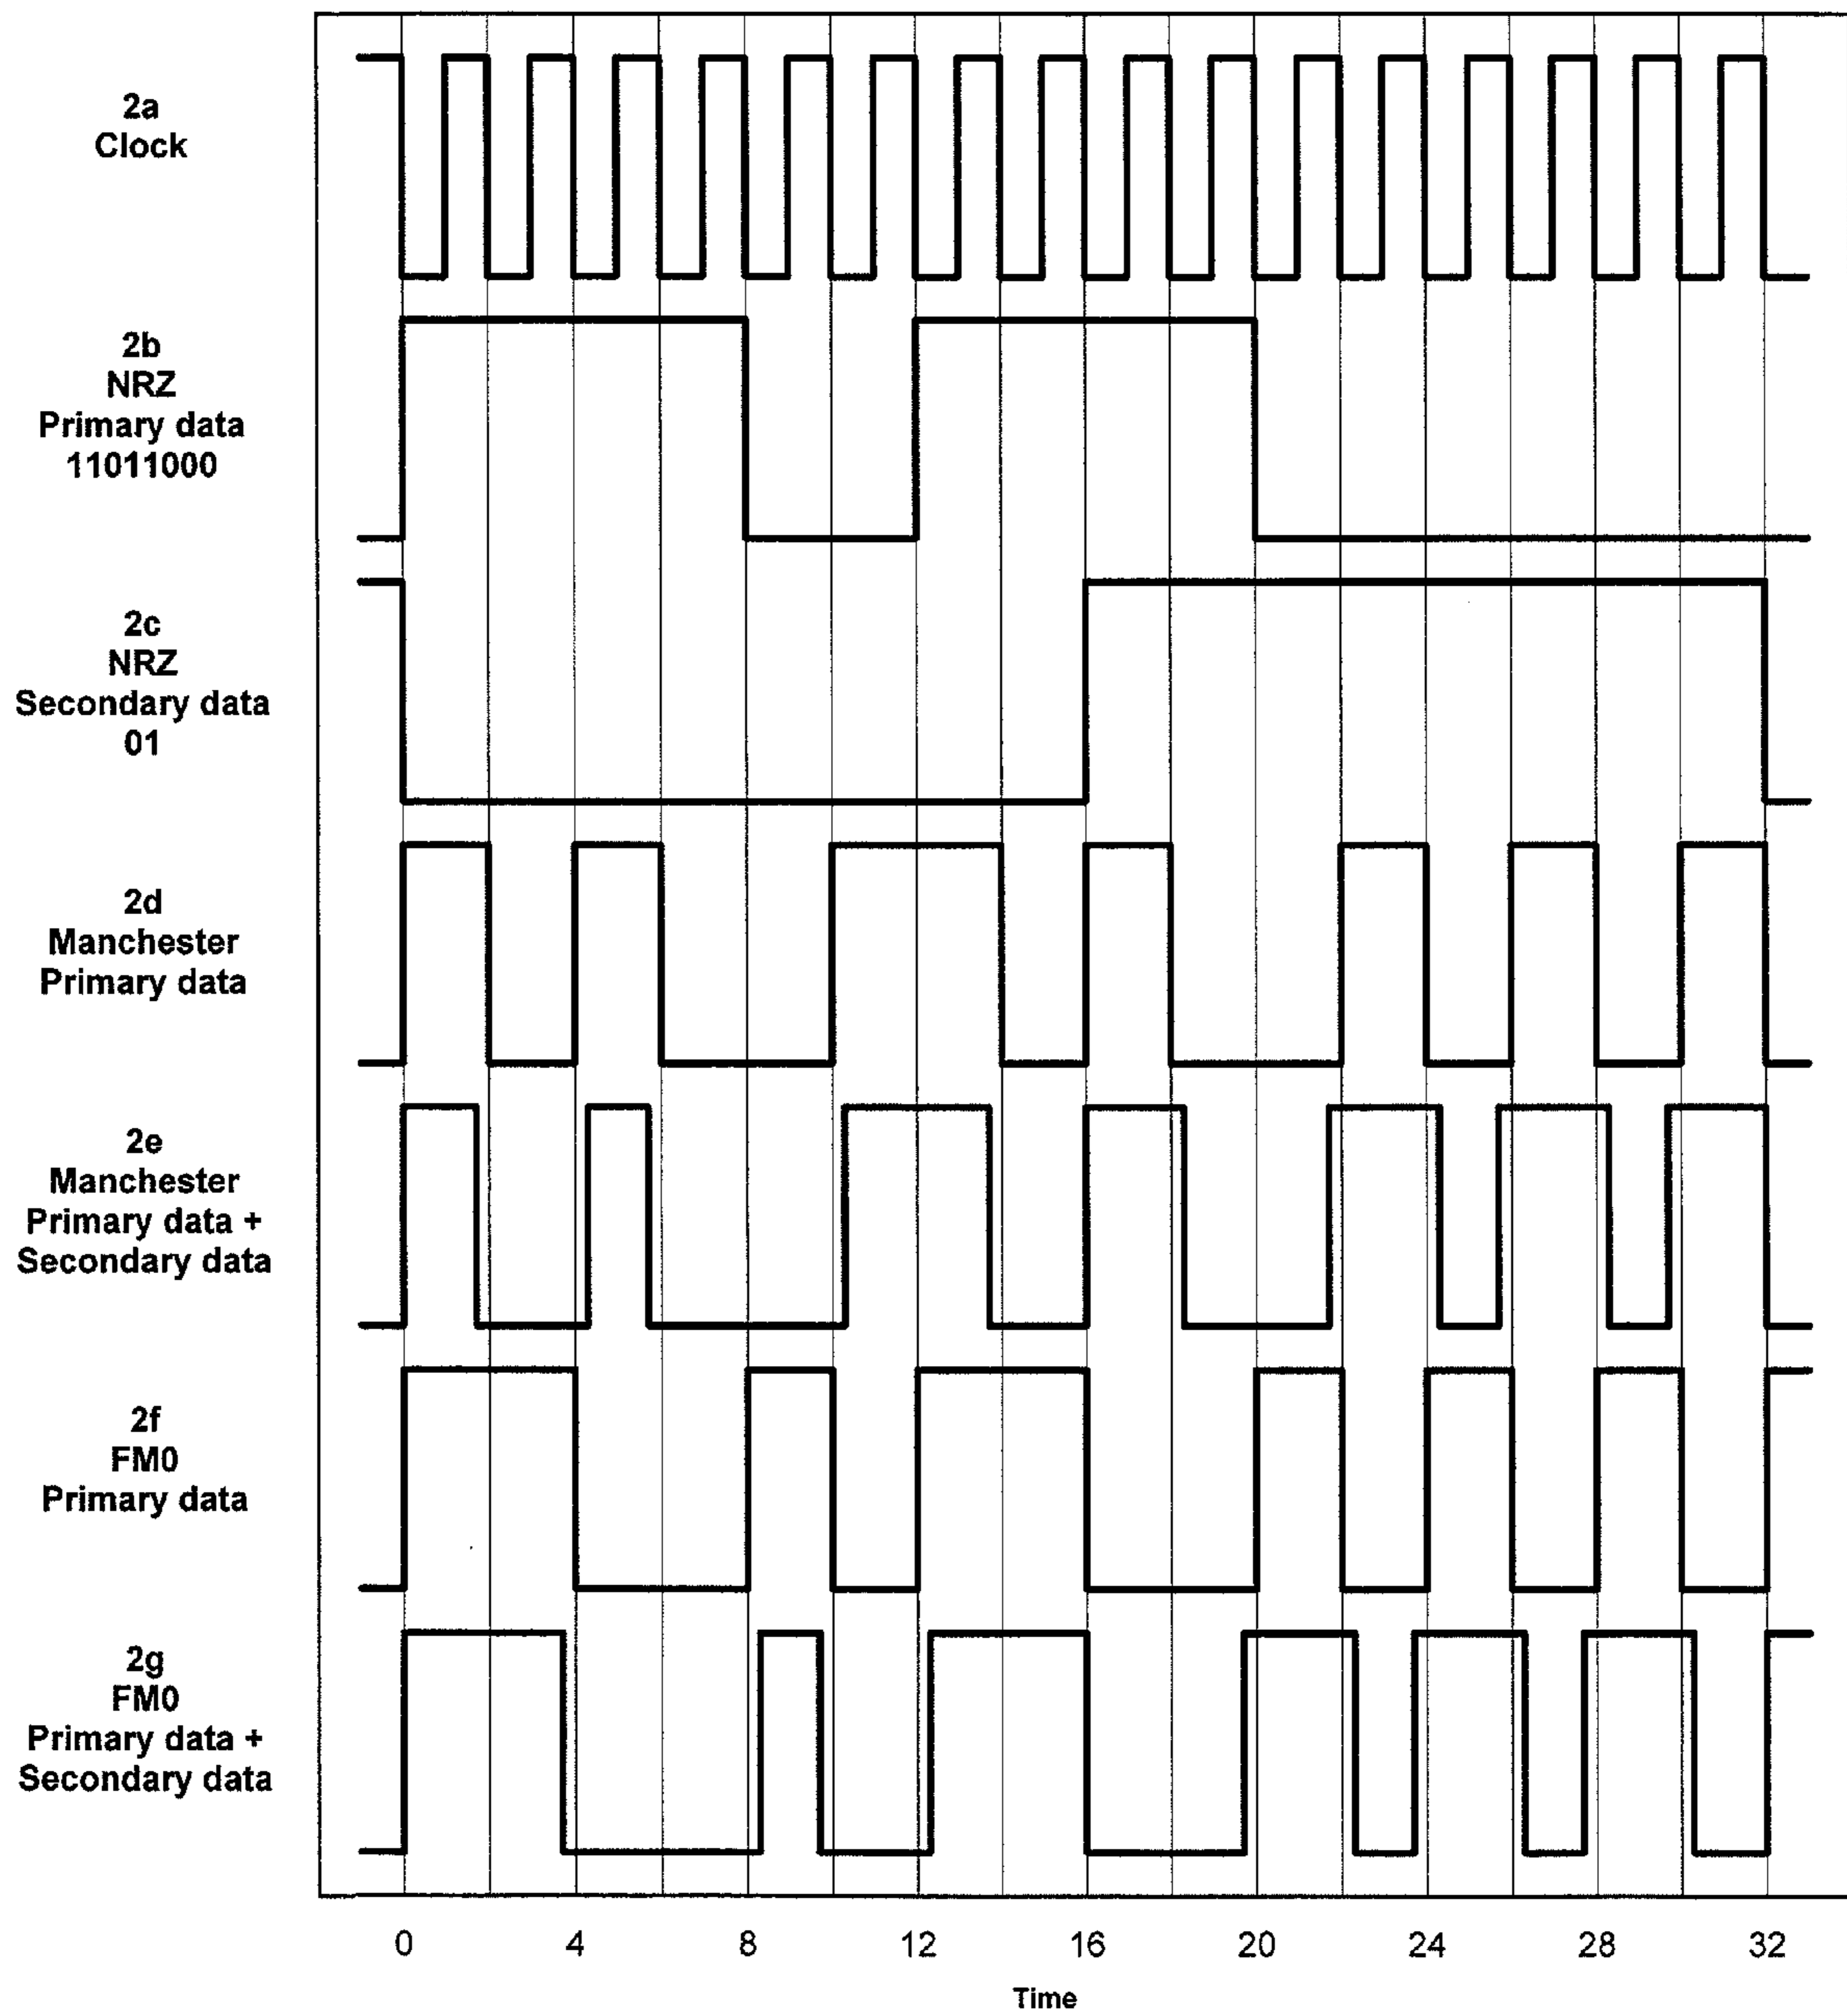 2a
Clock
2b
NRZ
Primary data
11011000
2c
NRZ
Secondary data
01
2d
Manchester
Primary data
2e
Manchester
Primary data +
Secondary data
2f
FM0
Primary data
2g
FM0
Primary data +
Secondary data
0 4 8 12 16 20 24 28 32
Time